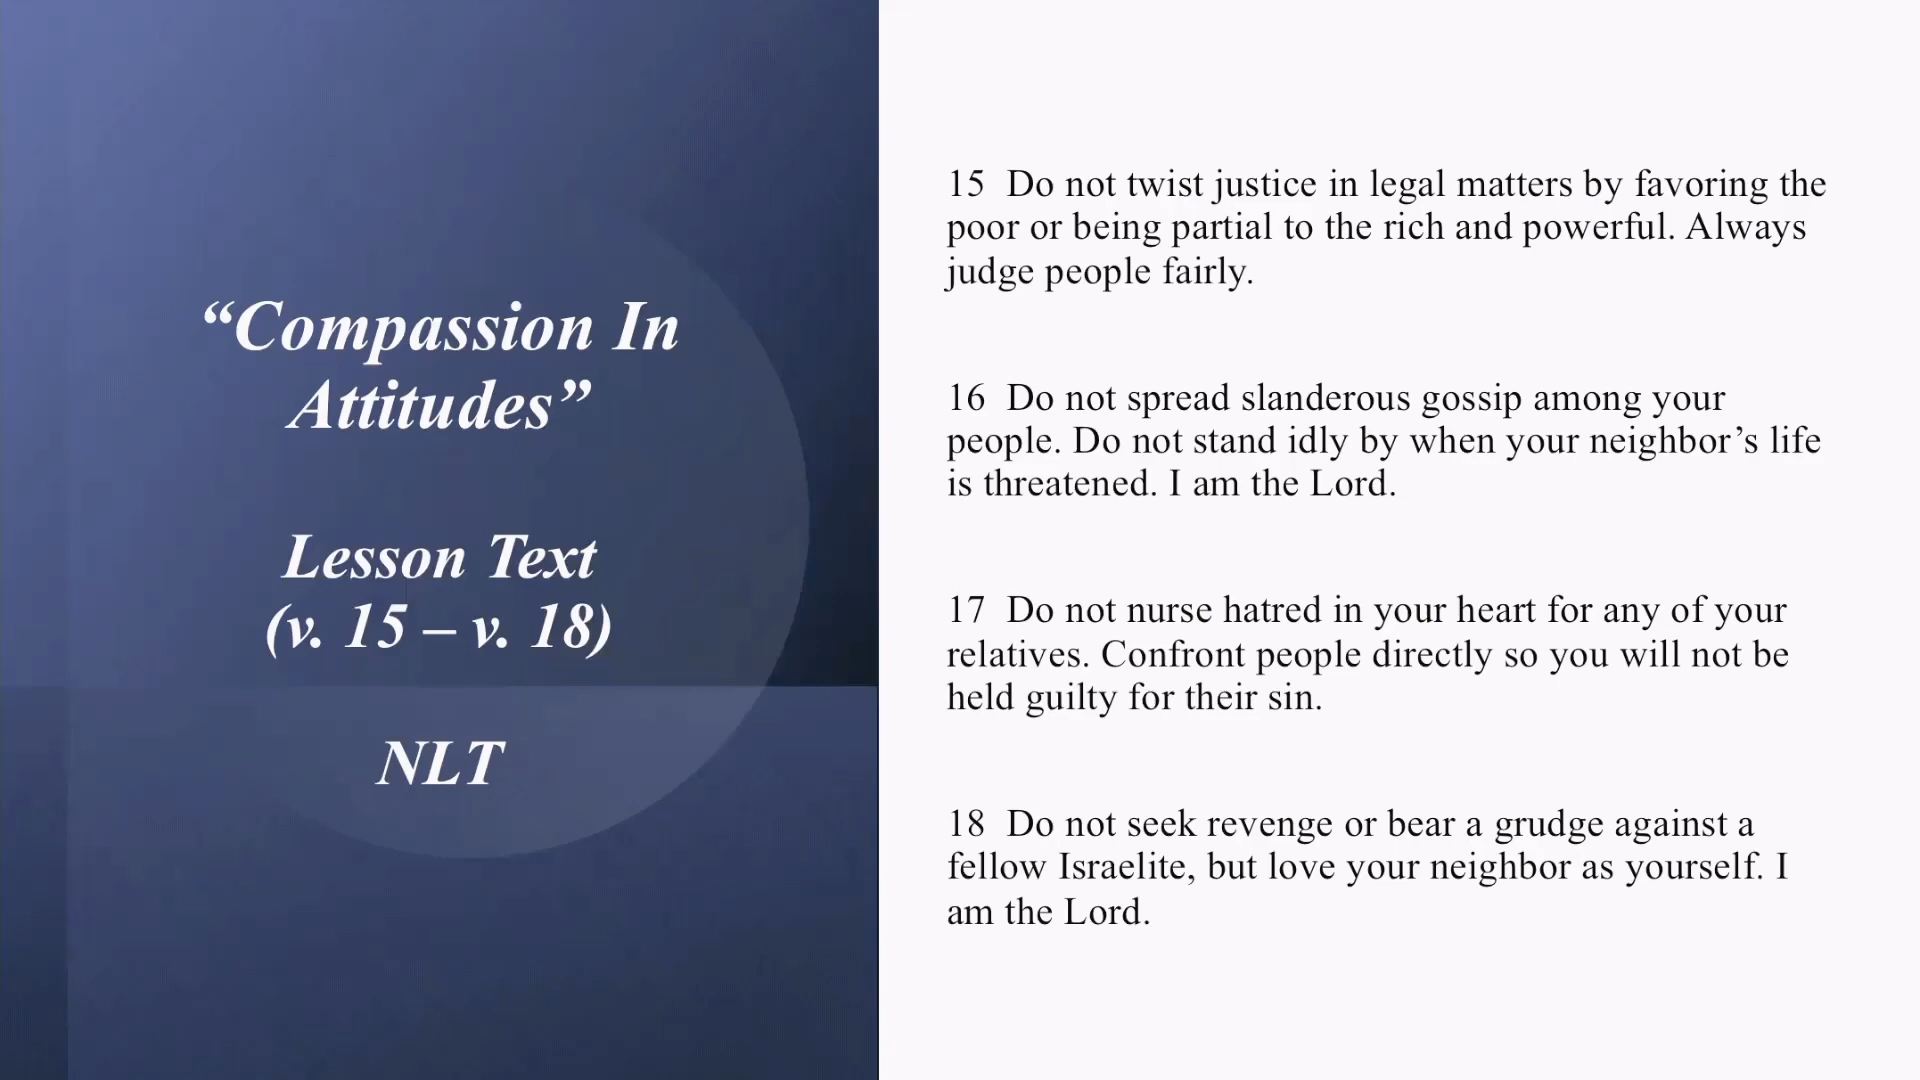 “Compassion In
Attitudes”
Lesson Text
(v. 15 – v. 18)
NLT
15  Do not twist justice in legal matters by favoring the
poor or being partial to the rich and powerful. Always
judge people fairly.
16  Do not spread slanderous gossip among your
people. Do not stand idly by when your neighbor’s life
is threatened. I am the Lord.
17  Do not nurse hatred in your heart for any of your
relatives. Confront people directly so you will not be
held guilty for their sin.
18  Do not seek revenge or bear a grudge against a
fellow Israelite, but love your neighbor as yourself. I
am the Lord.